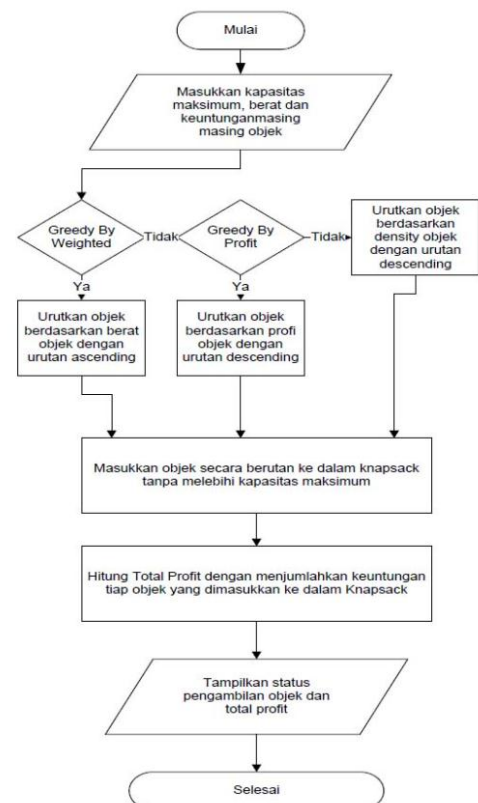 Mulai
Masukkan kapasitas
maksimum, berat dan
keuntunganmasing
masing objek
Greedy By
Weighted
Tidak
Greedy By
Profit
Tidak
Urutkan objek
berdasarkan
density objek
dengan urutan
descending
Ya
Ya
Urutkan objek
berdasarkan berat
objek dengan
urutan ascending
Urutkan objek
berdasarkan profi
objek dengan
urutan descending
Masukkan objek secara berutan ke dalam knapsack
tanpa melebihi kapasitas maksimum
Hitung Total Profit dengan menjumlahkan keuntungan
tiap objek yang dimasukkan ke dalam Knapsack
Tampilkan status
pengambilan objek dan
total profit
Selesai